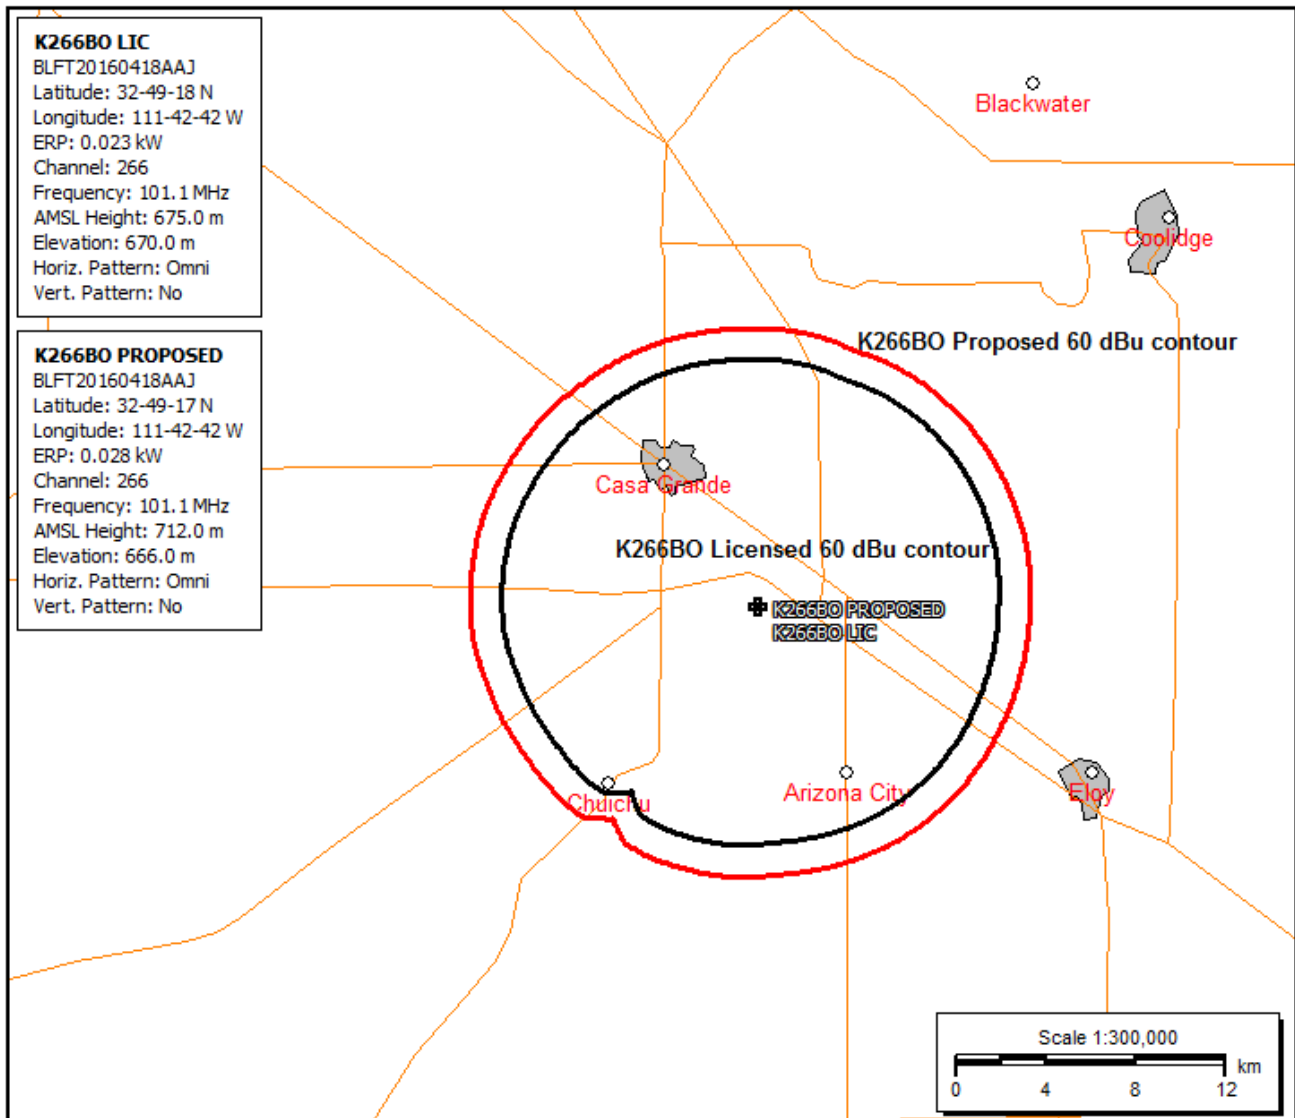 K266BO LIC
BLFT20160418AAJ
Latitude: 32-49-18 N
Longitude: 111-42-42 W
ERP: 0.023 kW
Channel: 266
Frequency: 101.1 MHz
AMSL Height: 675.0 m
Elevation: 670.0 m
Horiz. Pattern: Omni
Vert. Pattern: No
K266BO PROPOSED
BLFT20160418AAJ
Latitude: 32-49-17 N
Longitude: 111-42-42 W
ERP: 0.028 kW
Channel: 266
Frequency: 101.1 MHz
AMSL Height: 712.0 m
Elevation: 666.0 m
Horiz. Pattern: Omni
Vert. Pattern: No
Blackwater
Coolidge
K266BO Proposed 60 dBu contour
Casa Grande
K266BO Licensed 60 dBu contour
K266BO PROPOSED
K266BO LIC
Chuichu
Arizona City
Eloy
Scale 1:300,000
km
0 4 8 12